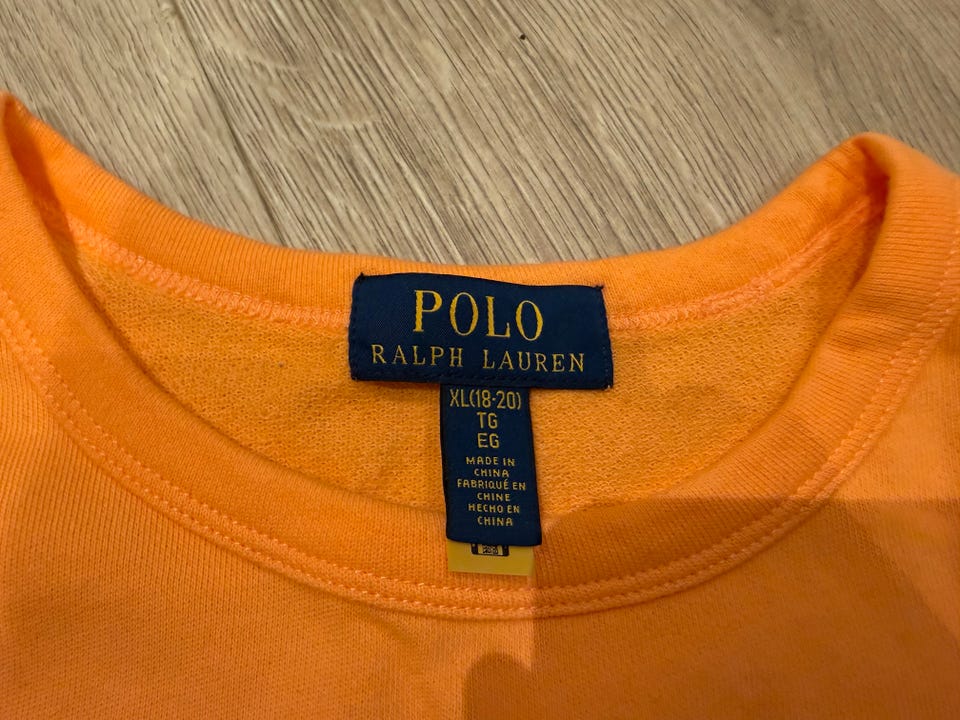 POLO
RALPH LAUREN
XL(18-20)
TG
EG
MADE IN
CHINA
FABRIQUÉ EN
CHINE
HECHO EN
CHINA